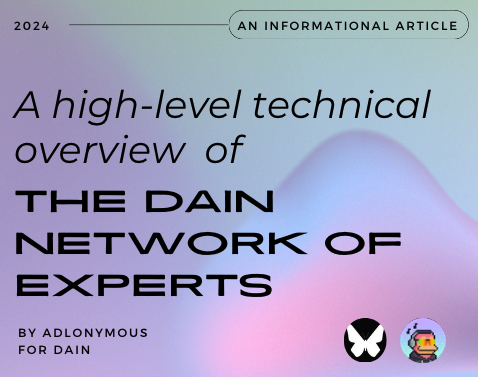 2024
AN INFORMATIONAL ARTICLE
A high-level technical
overview of
THE DAIN
NETWORK OF
EXPERTS
BY ADLONYMOUS
FOR DAIN